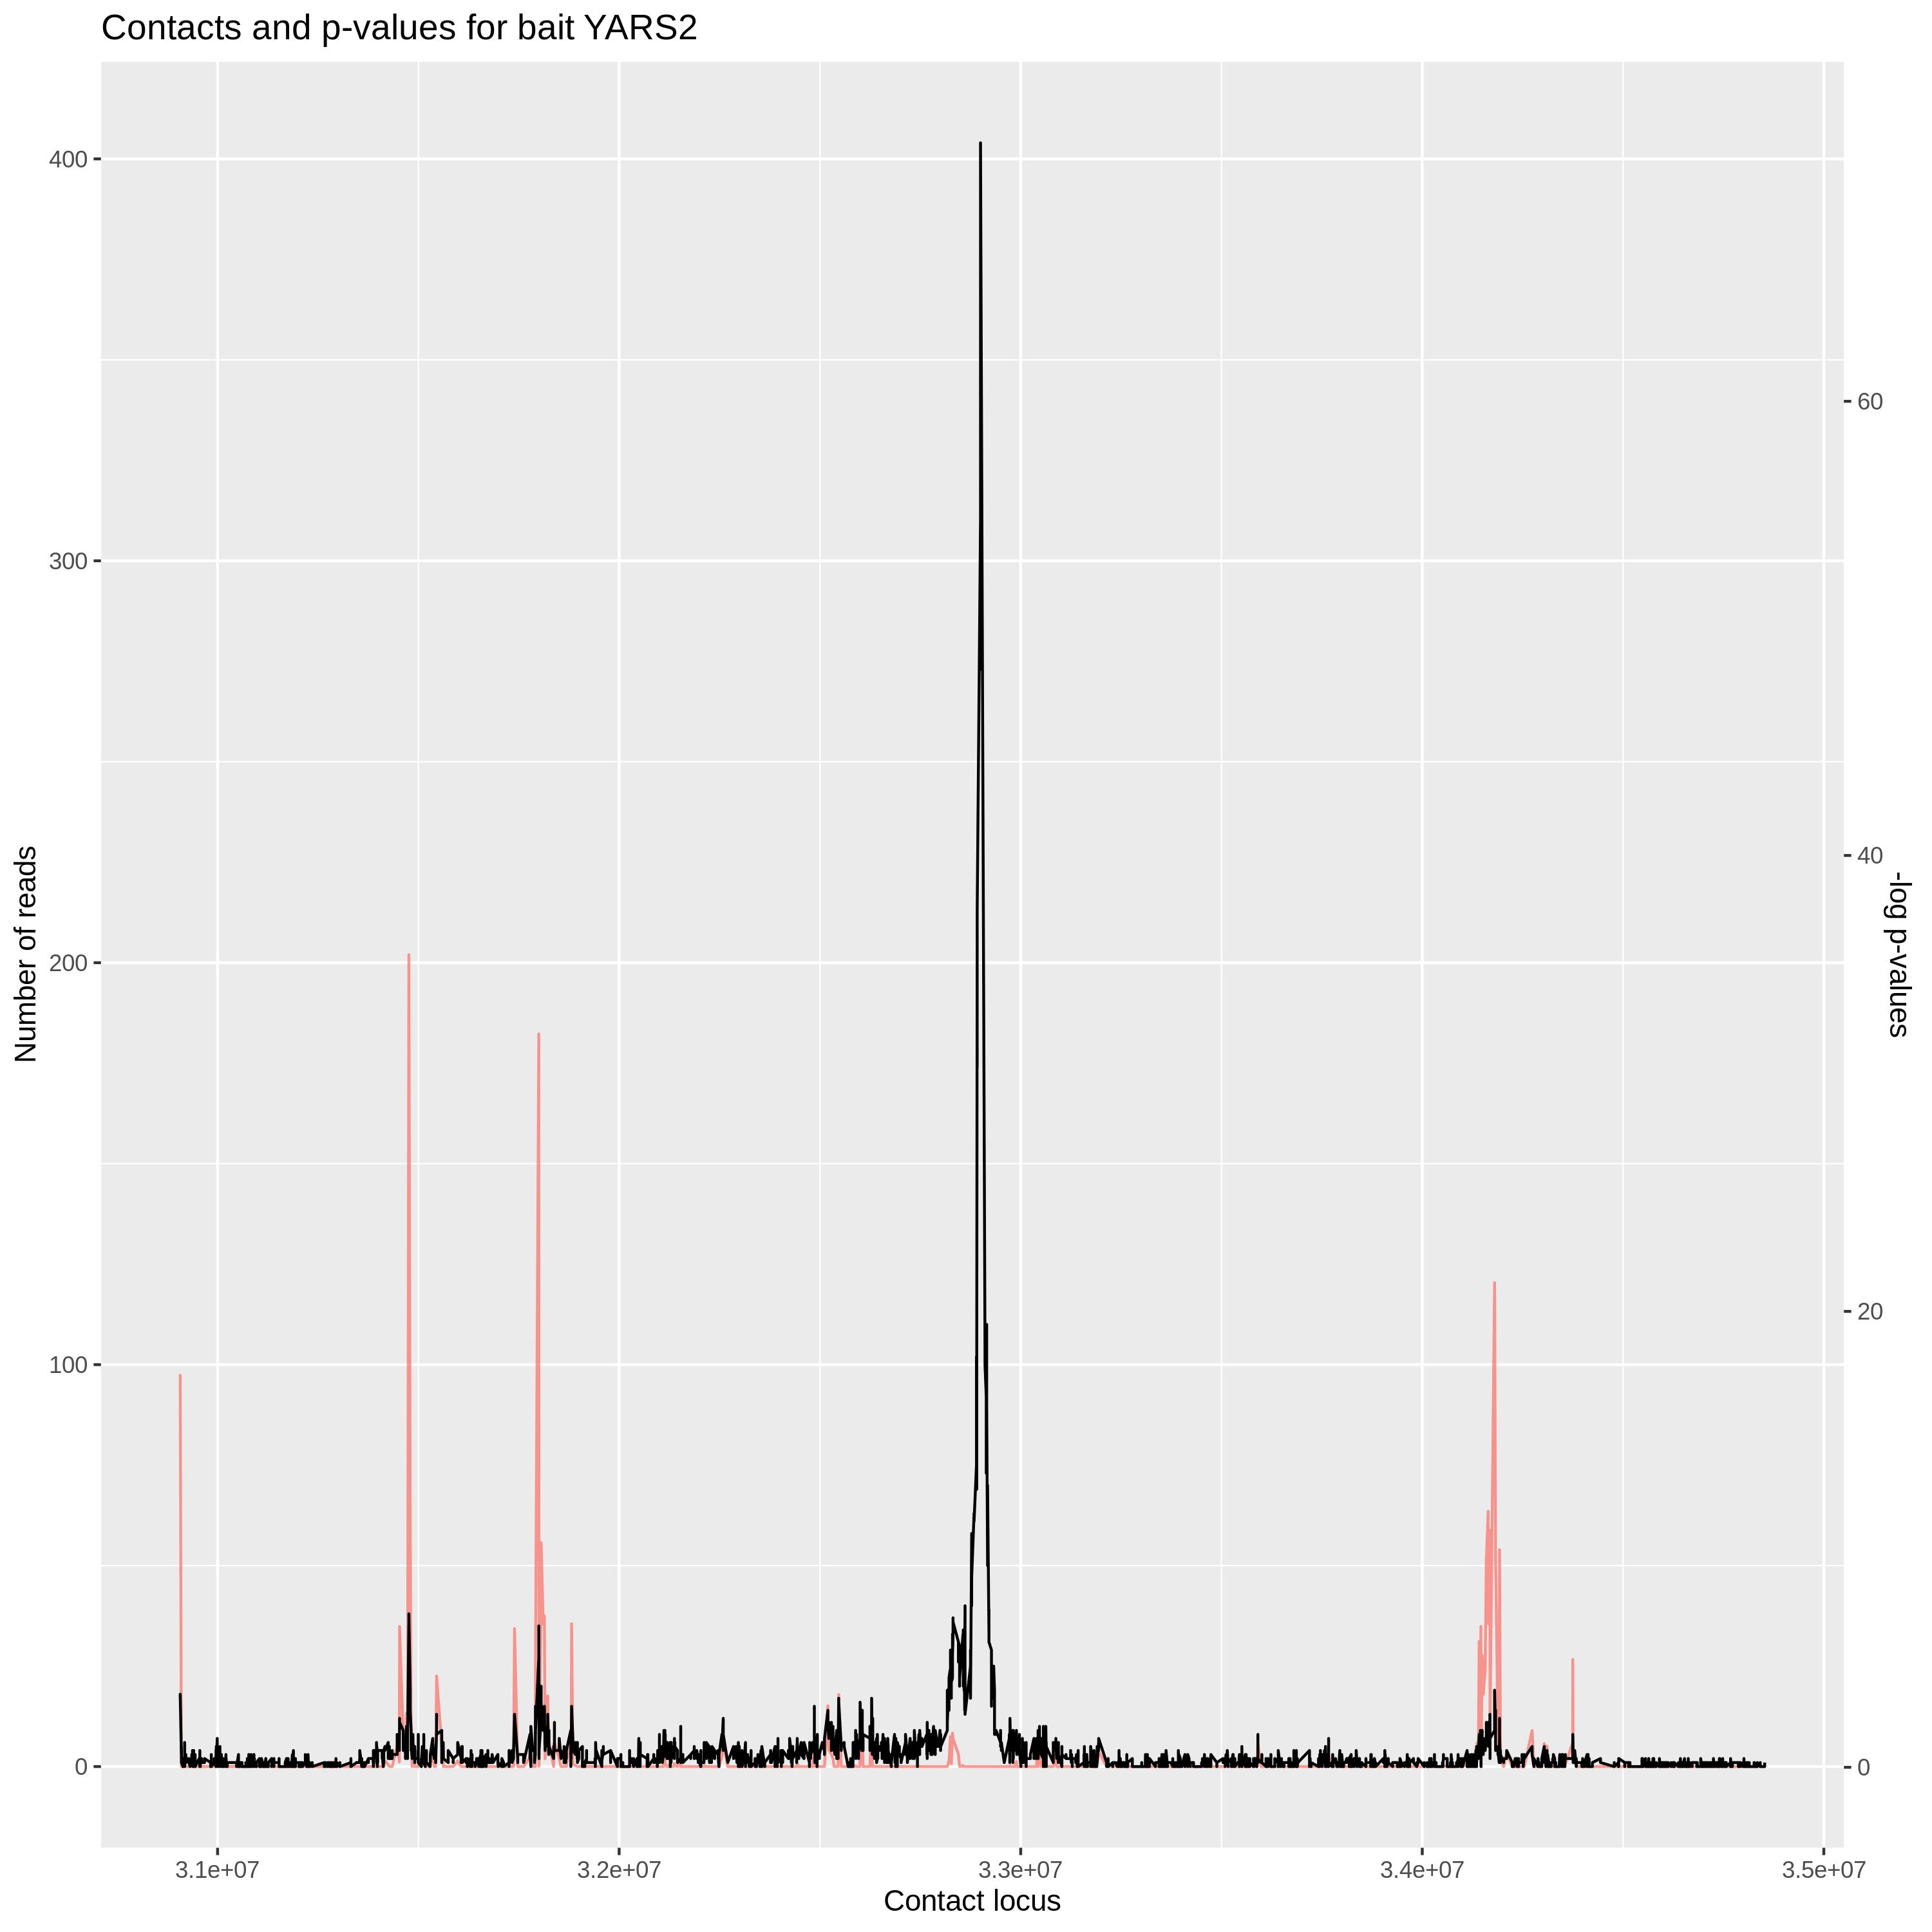 Contacts and p-values for bait YARS2
400
300
200
100
0
Number of reads
60
40
20
0
-log p-values
3.1e+07
3.2e+07
3.3e+07
3.4e+07
3.5e+07
Contact locus